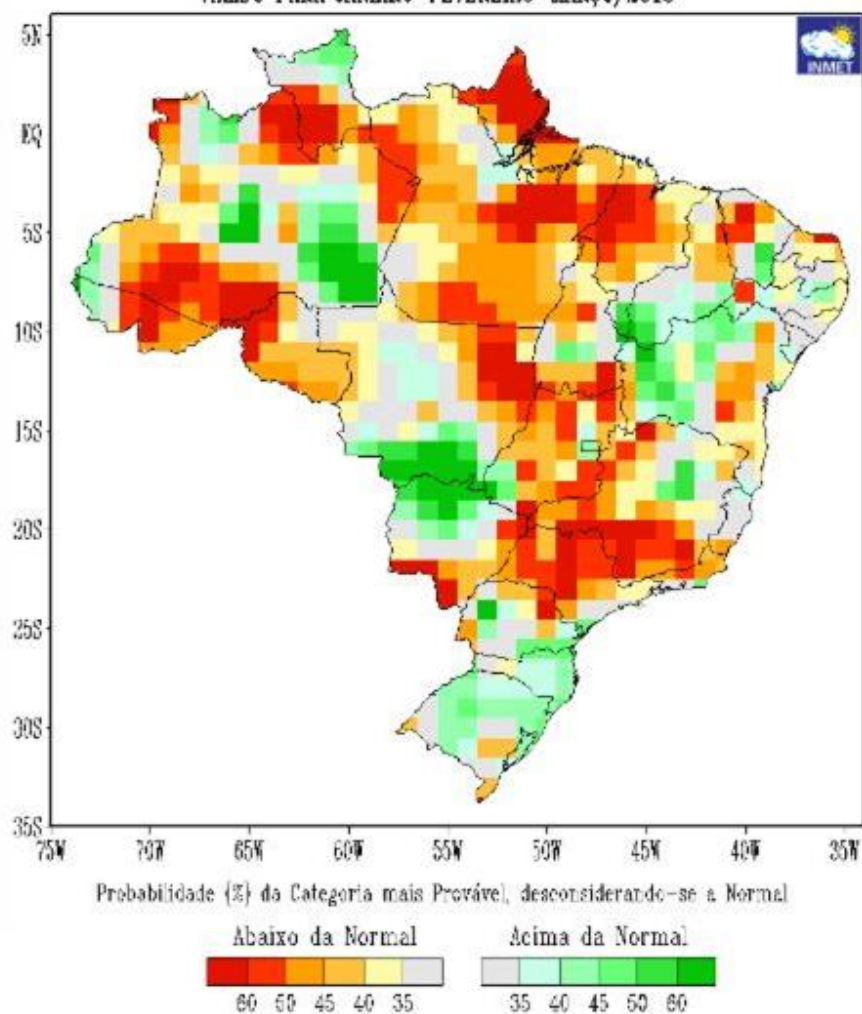 INMET
5N
EQ
5S
10S
15S
20S
25S
30S
35S
75W 70W 65W 60W 55W 50W 45W 40W 35W
Probabilidade (%) da Categoria mais Provável, desconsiderando-se a Normal
Abaixo da Normal Acima da Normal
60 50 45 40 35 35 40 45 50 60